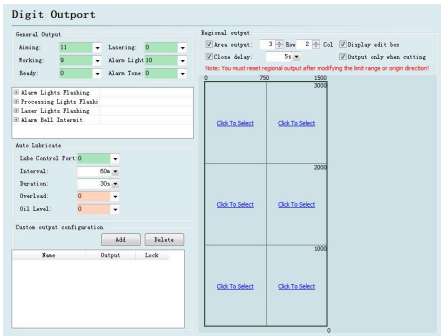 Digit Outport
General Output
Aiming: 11 Lasering: 0
Working: 9 Alarm Light 10
Ready: 0 Alarm Tone: 0
Alarm Lights Flushing
Processing Lights Flushi
Laser Lights Flushing
Alarm Bell Intermit
Auto Lubricate
Lube Control Port: 0
Interval: 60m
Duration: 30s
Overload: 0
Oil Level: 0
Custom output configuration
Add Delete
Name Output Lock
Regional output
Area output: 3 Row 2 Col Display edit box
Close delay: 5s Output only when cutting
Note: You must reset regional output after modifying the limit range or origin direction!
0 750 1500
3000
Click To Select Click To Select
2000
Click To Select Click To Select
1000
Click To Select Click To Select
0